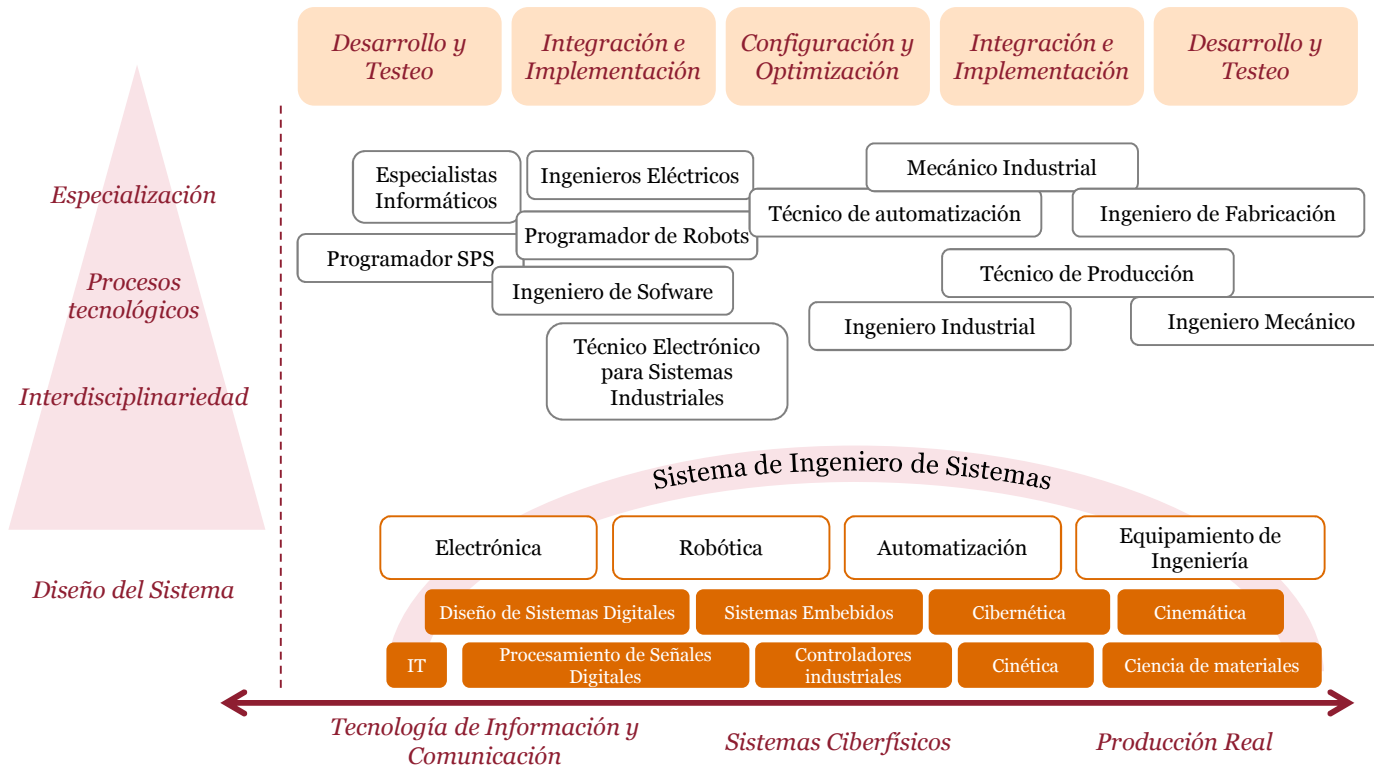 Desarrollo y
Testeo
Integración e
Implementación
Configuración y
Optimización
Integración e
Implementación
Desarrollo y
Testeo
Especialización
Procesos
tecnológicos
Interdisciplinariedad
Diseño del Sistema
Especialistas
Informáticos
Ingenieros Eléctricos
Mecánico Industrial
Técnico de automatización
Ingeniero de Fabricación
Programador de Robots
Programador SPS
Ingeniero de Sofware
Técnico de Producción
Ingeniero Industrial
Ingeniero Mecánico
Técnico Electrónico
para Sistemas
Industriales
Sistema de Ingeniero de Sistemas
Electrónica
Robótica
Automatización
Equipamiento de
Ingeniería
Diseño de Sistemas Digitales
Sistemas Embebidos
Cibernética
Cinemática
IT
Procesamiento de Señales
Digitales
Controladores
industriales
Cinética
Ciencia de materiales
Tecnología de Información y
Comunicación
Sistemas Ciberfísicos
Producción Real